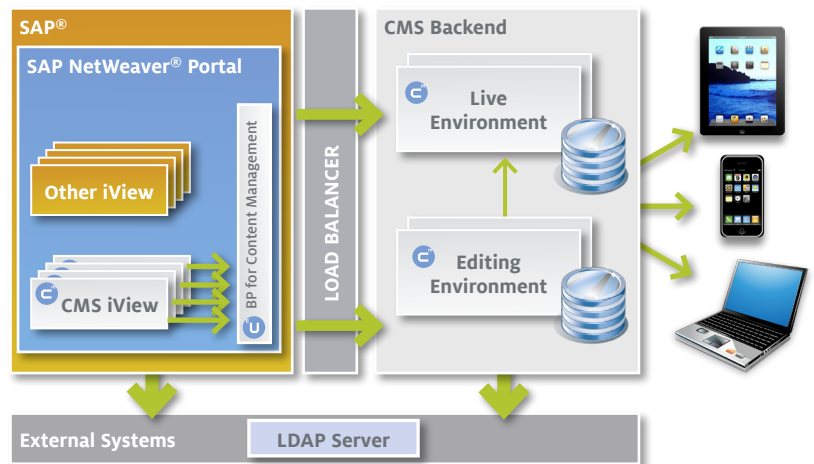 SAP®
SAP NetWeaver® Portal
Other iView
CMS iView
BP for Content Management
LOAD BALANCER
CMS Backend
Live
Environment
Editing
Environment
External Systems
LDAP Server